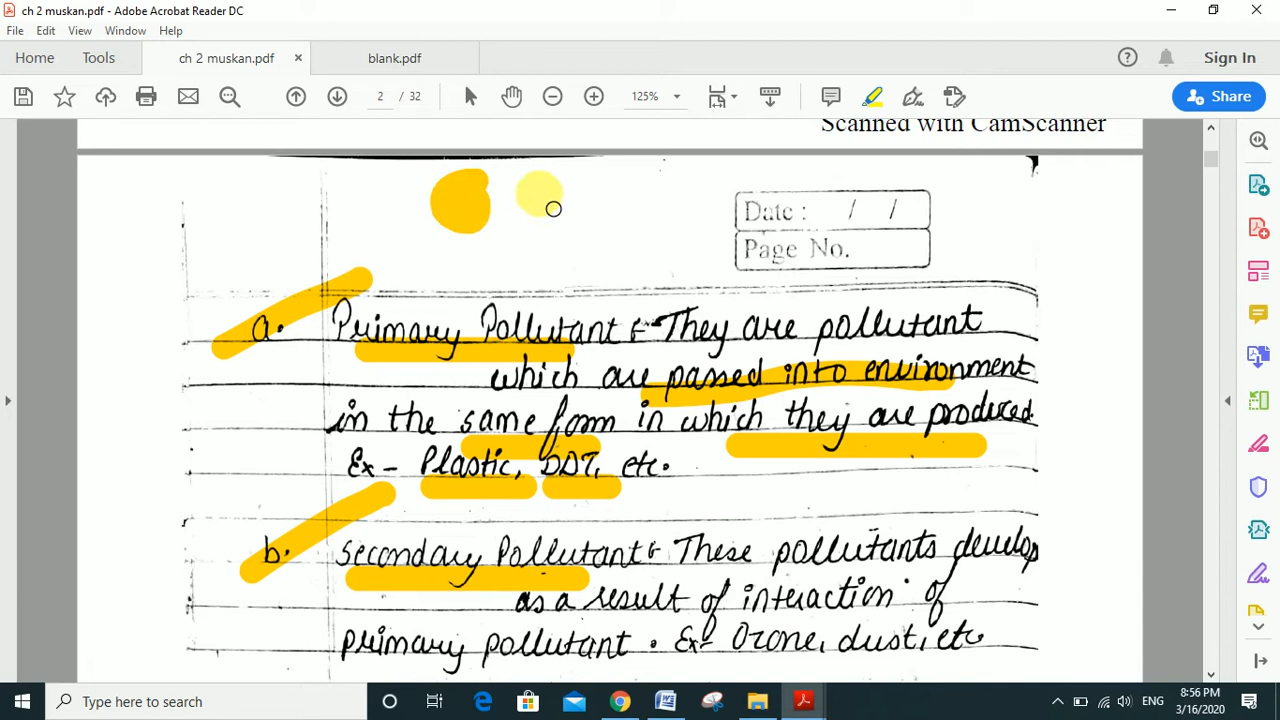 ch 2 muskan.pdf - Adobe Acrobat Reader DC
File Edit View Window Help
Home Tools ch 2 muskan.pdf × blank.pdf Sign In
2 / 32 125% Share
Scanned with CamScanner
Date : / /
Page No.
a. Primary Pollutant :- They are pollutant
which are passed into environment
in the same form in which they are produced
Ex- Plastic, DDT, etc.
b. Secondary Pollutant :- These pollutants develop
as a result of interaction of
primary pollutant. Ex- Ozone, dust, etc
Type here to search
ENG
8:56 PM
3/16/2020